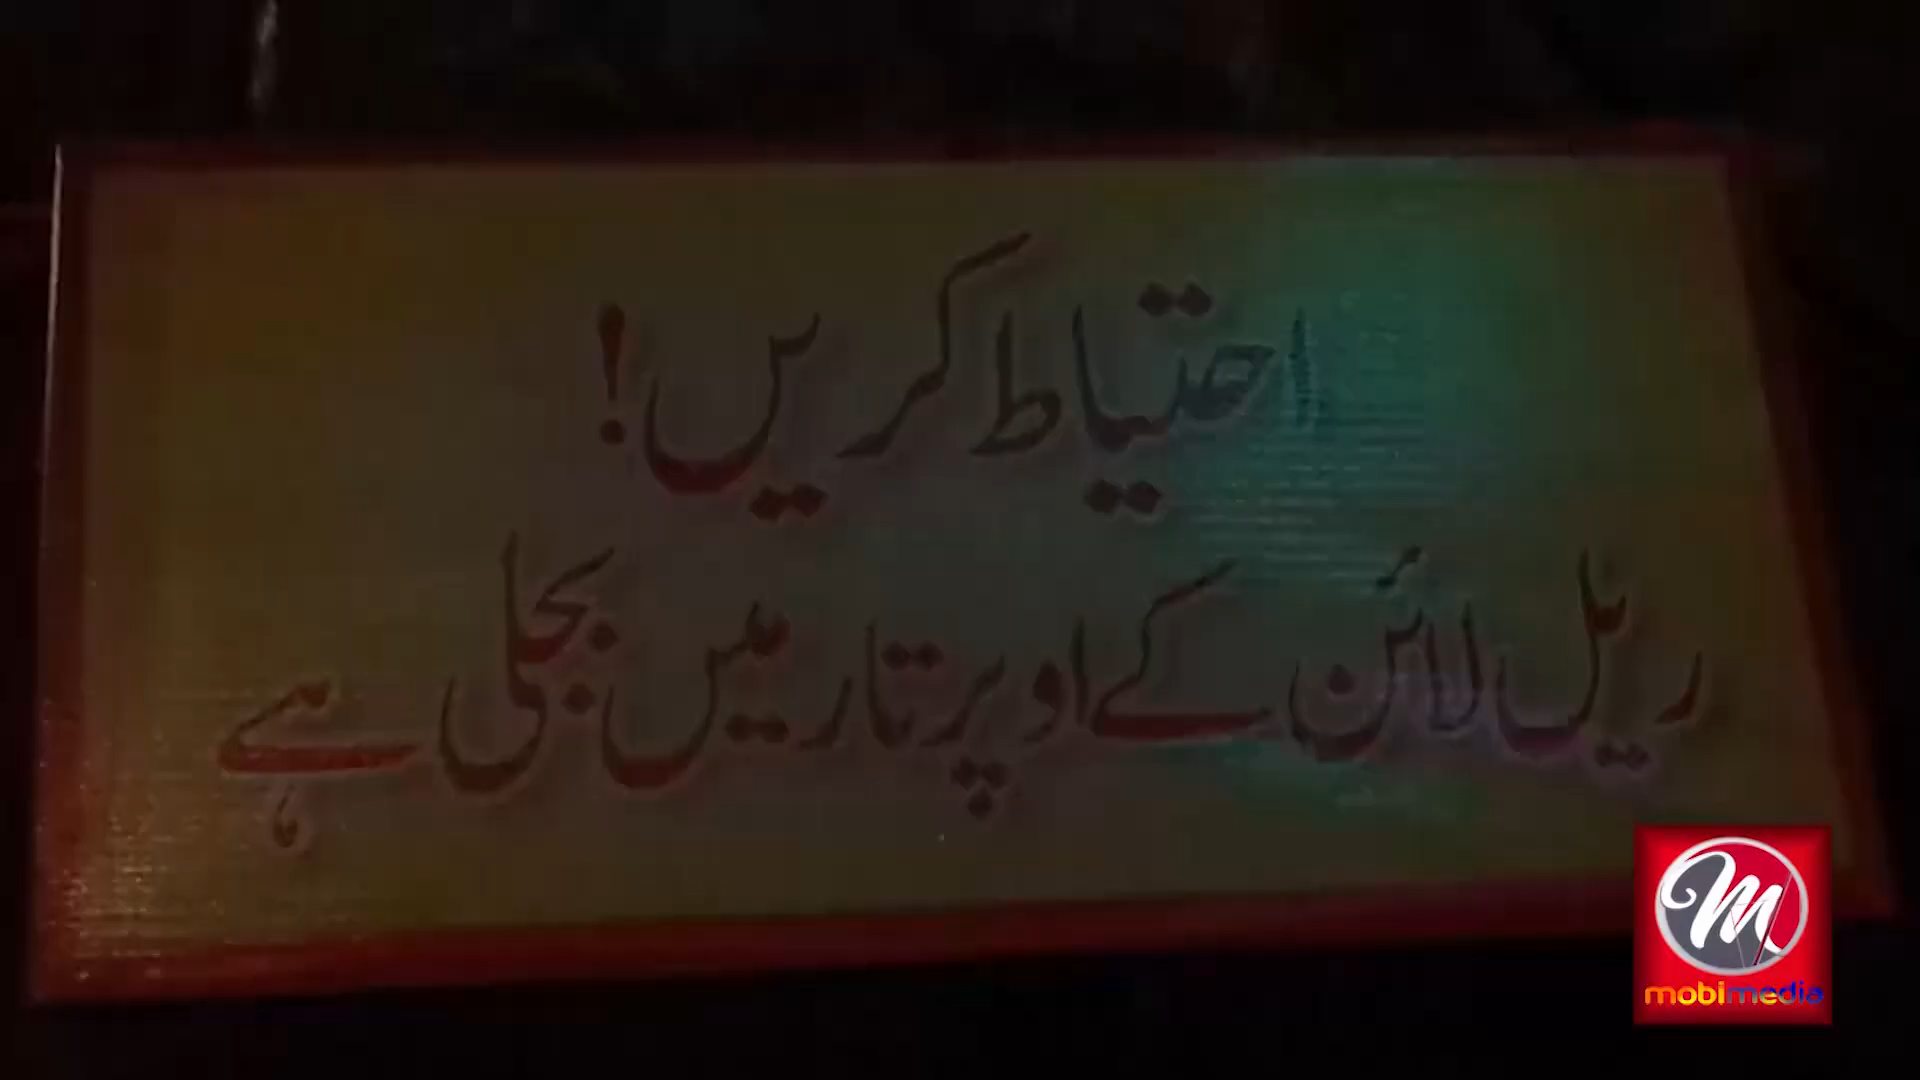 احتیاط کریں!
ریل لائن کے اوپر تار میں بجلی ہے
M
mobimedia